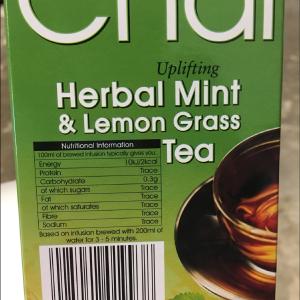 Chai
Uplifting
Herbal Mint
& Lemon Grass
Tea
Nutritional Information
100ml of brewed infusion typically gives you...
Energy 10kJ/2kcal
Protein Trace
Carbohydrate 0.3g
of which sugars Trace
Fat Trace
of which saturates Trace
Fibre Trace
Sodium Trace
Based on infusion brewed with 200ml of
water for 3 - 5 minutes.